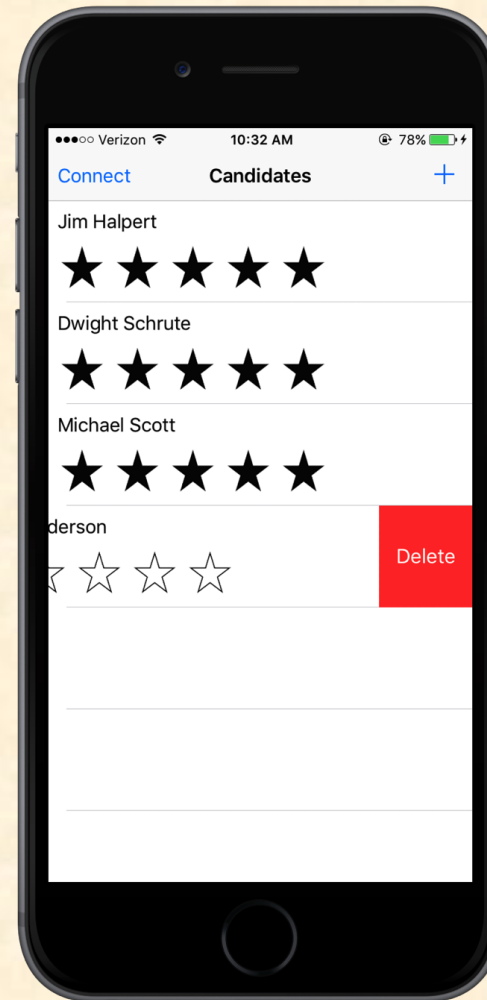 Verizon 10:32 AM 78%
Connect Candidates +
Jim Halpert
Dwight Schrute
Michael Scott
derson
Delete